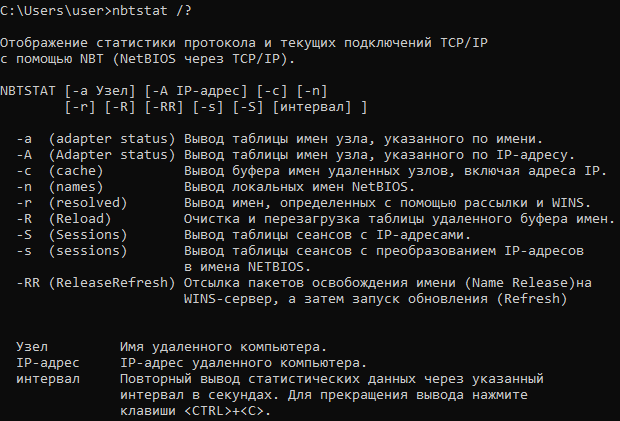 C:\Users\user>nbtstat /?
Отображение статистики протокола и текущих подключений TCP/IP
с помощью NBT (NetBIOS через TCP/IP).
NBTSTAT [-a Узел] [-A IP-адрес] [-c] [-n]
[-r] [-R] [-RR] [-s] [-S] [интервал] ]
-a (adapter status) Вывод таблицы имен узла, указанного по имени.
-A (Adapter status) Вывод таблицы имен узла, указанного по IP-адресу.
-c (cache) Вывод буфера имен удаленных узлов, включая адреса IP.
-n (names) Вывод локальных имен NetBIOS.
-r (resolved) Вывод имен, определенных с помощью рассылки и WINS.
-R (Reload) Очистка и перезагрузка таблицы удаленного буфера имен.
-S (Sessions) Вывод таблицы сеансов с IP-адресами.
-s (sessions) Вывод таблицы сеансов с преобразованием IP-адресов
в имена NETBIOS.
-RR (ReleaseRefresh) Отсылка пакетов освобождения имени (Name Release)на
WINS-сервер, а затем запуск обновления (Refresh)
Узел Имя удаленного компьютера.
IP-адрес IP-адрес удаленного компьютера.
интервал Повторный вывод статистических данных через указанный
интервал в секундах. Для прекращения вывода нажмите
клавиши <CTRL>+<C>.